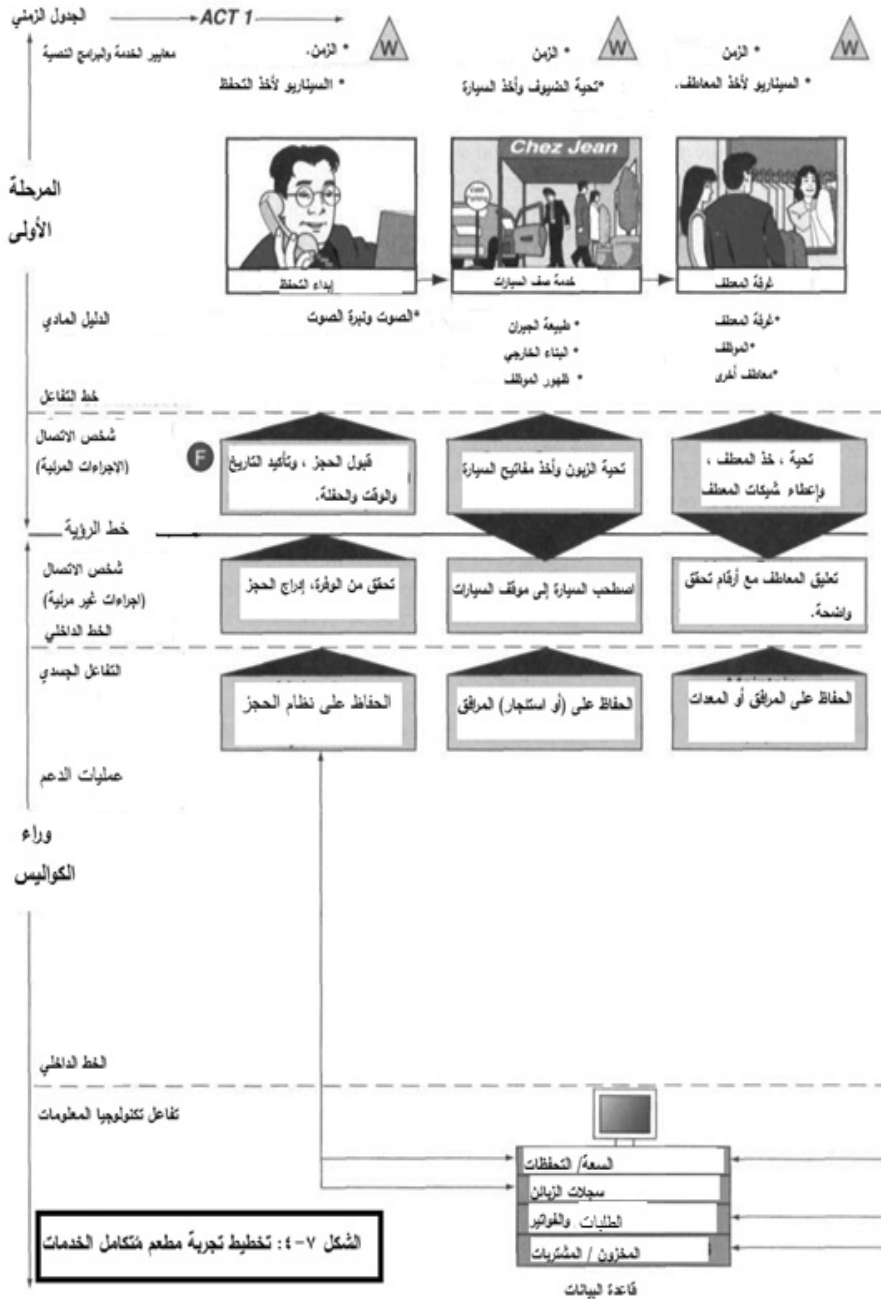 الجدول الزمني ACT 1
معايير الخدمة والبرامج النصية
* الزمن.
* السيناريو لأخذ التحفظ
W
* الزمن
*تحية الضيوف وأخذ السيارة
W
* الزمن
* السيناريو لأخذ المعاطف.
W
المرحلة
الأولى
Chez Jean
إبداء التحفظ
خدمة صف السيارات
غرفة المعطف
الدليل المادي
*الصوت ونبرة الصوت
* طبيعة الجيران
* البناء الخارجي
* ظهور الموظف
*غرفة المعطف
*الموظف
*معاطف أخرى
خط التفاعل
شخص الاتصال
(الاجراءات المرئية)
F
قبول الحجز ، وتأكيد التاريخ
والوقت والحفلة.
تحية الزبون وأخذ مفاتيح السيارة
تحية ، خذ المعطف ،
وإعطاء شيكات المعطف
خط الرؤية
شخص الاتصال
(اجراءات غير مرئية)
الخط الداخلي
تحقق من الوفرة، إدراج الحجز
اصطحب السيارة إلى موقف السيارات
تعليق المعاطف مع أرقام تحقق
واضحة.
التفاعل الجسدي
الحفاظ على نظام الحجز
الحفاظ على (أو استئجار) المرافق
الحفاظ على المرافق أو المعدات
عمليات الدعم
وراء
الكواليس
الخط الداخلي
تفاعل تكنولوجيا المعلومات
السعة/ التحفظات
سجلات الزبائن
الطلبات والفواتير
المخزون / المشتريات
قاعدة البيانات
الشكل ٧-٤: تخطيط تجربة مطعم مُتكامل الخدمات